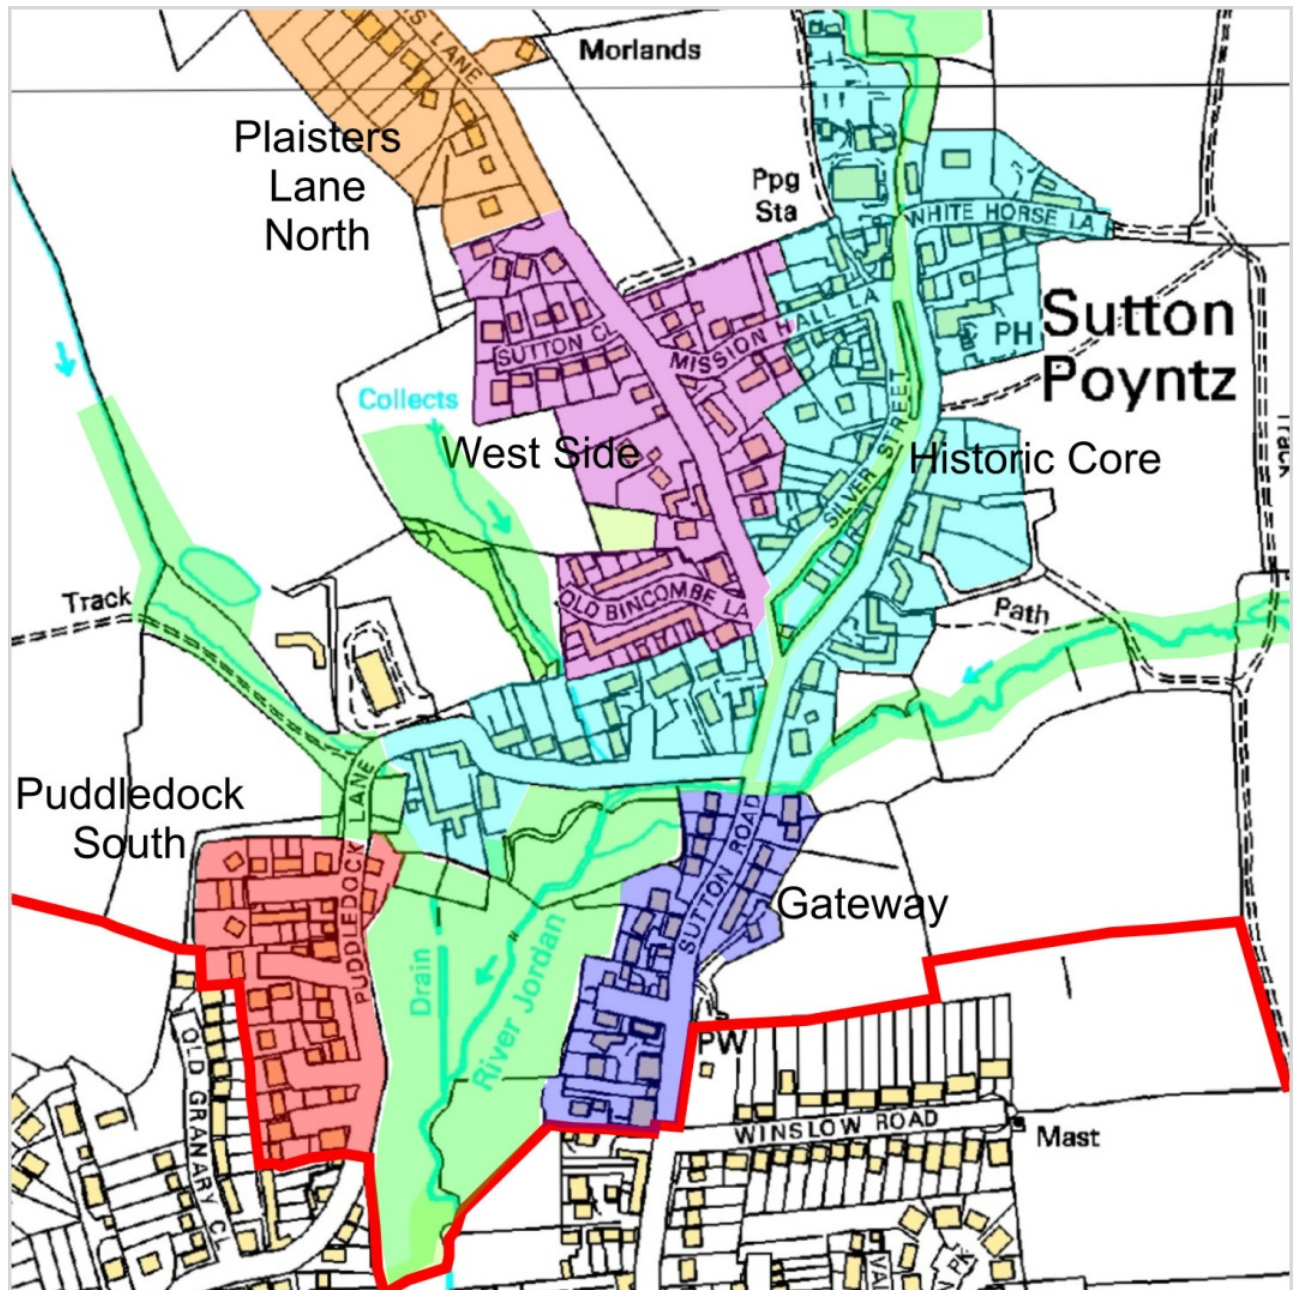 S LANE
Morlands
Plaisters
Lane
North
Ppg
Sta
WHITE HORSE LA
Sutton
Poyntz
PH
HALL LA
MISSION
SUTTON CL
Collects
West Side
SILVER STREET
Historic Core
Track
OLD BINCOMBE LA
Track
Path
Puddledock
South
LANE
PUDDLEDOCK
SUTTON ROAD
Gateway
Drain
River Jordan
OLD GRANARY CL
PW
WINSLOW ROAD
Mast